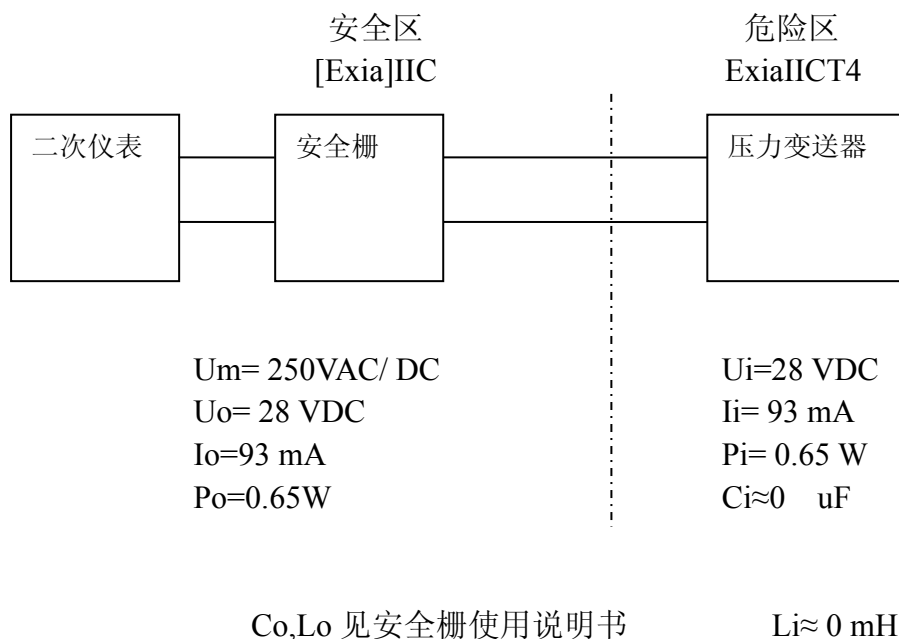 安全区 危险区
[Exia]IIC ExiaIICT4
二次仪表 安全栅 压力变送器
Um= 250VAC/ DC Ui=28 VDC
Uo= 28 VDC Ii= 93 mA
Io=93 mA Pi= 0.65 W
Po=0.65W Ci≈0 uF
Co,Lo 见安全栅使用说明书 Li≈ 0 mH